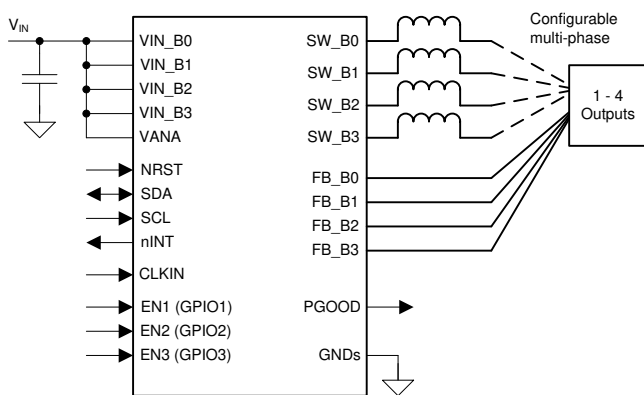 VIN
VIN_B0
VIN_B1
VIN_B2
VIN_B3
VANA
NRST
SDA
SCL
nINT
CLKIN
EN1 (GPIO1)
EN2 (GPIO2)
EN3 (GPIO3)
SW_B0
SW_B1
SW_B2
SW_B3
FB_B0
FB_B1
FB_B2
FB_B3
PGOOD
GNDs
Configurable
multi-phase
1 - 4
Outputs